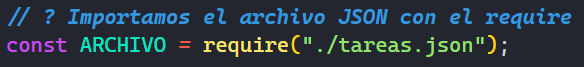 // ? Importamos el archivo JSON con el require
const ARCHIVO = require("./tareas.json");